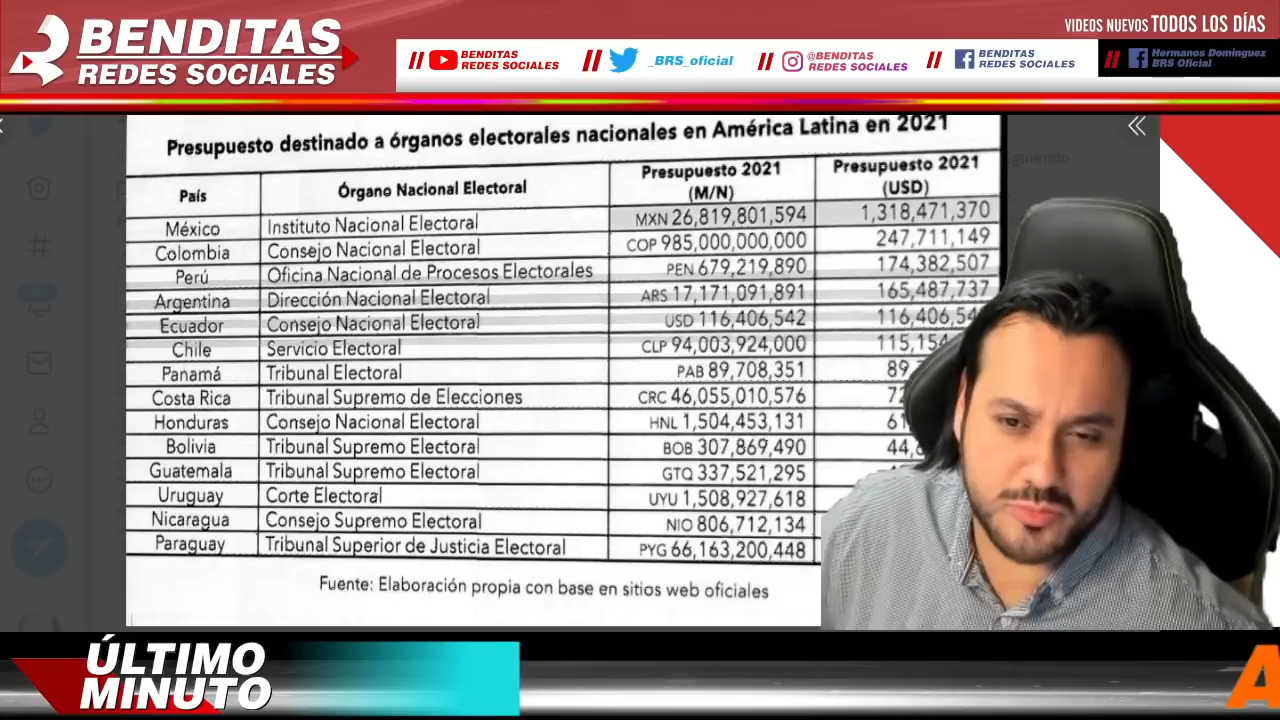 BENDITAS
REDES SOCIALES
VIDEOS NUEVOS TODOS LOS DÍAS
// BENDITAS REDES SOCIALES
// _BRS_oficial
// @BENDITAS REDES SOCIALES
// BENDITAS REDES SOCIALES
// Hermanos Domínguez BRS Oficial
Presupuesto destinado a órganos electorales nacionales en América Latina en 2021
País Órgano Nacional Electoral Presupuesto 2021 (M/N) Presupuesto 2021 (USD)
México Instituto Nacional Electoral MXN 26,819,801,594 1,318,471,370
Colombia Consejo Nacional Electoral COP 985,000,000,000 247,711,149
Perú Oficina Nacional de Procesos Electorales PEN 679,219,890 174,382,507
Argentina Dirección Nacional Electoral ARS 17,171,091,891 165,487,737
Ecuador Consejo Nacional Electoral USD 116,406,542 116,406,54
Chile Servicio Electoral CLP 94,003,924,000 115,154
Panamá Tribunal Electoral PAB 89,708,351 89
Costa Rica Tribunal Supremo de Elecciones CRC 46,055,010,576 72
Honduras Consejo Nacional Electoral HNL 1,504,453,131 61
Bolivia Tribunal Supremo Electoral BOB 307,869,490 44,
Guatemala Tribunal Supremo Electoral GTQ 337,521,295
Uruguay Corte Electoral UYU 1,508,927,618
Nicaragua Consejo Supremo Electoral NIO 806,712,134
Paraguay Tribunal Superior de Justicia Electoral PYG 66,163,200,448
Fuente: Elaboración propia con base en sitios web oficiales
ÚLTIMO
MINUTO
A